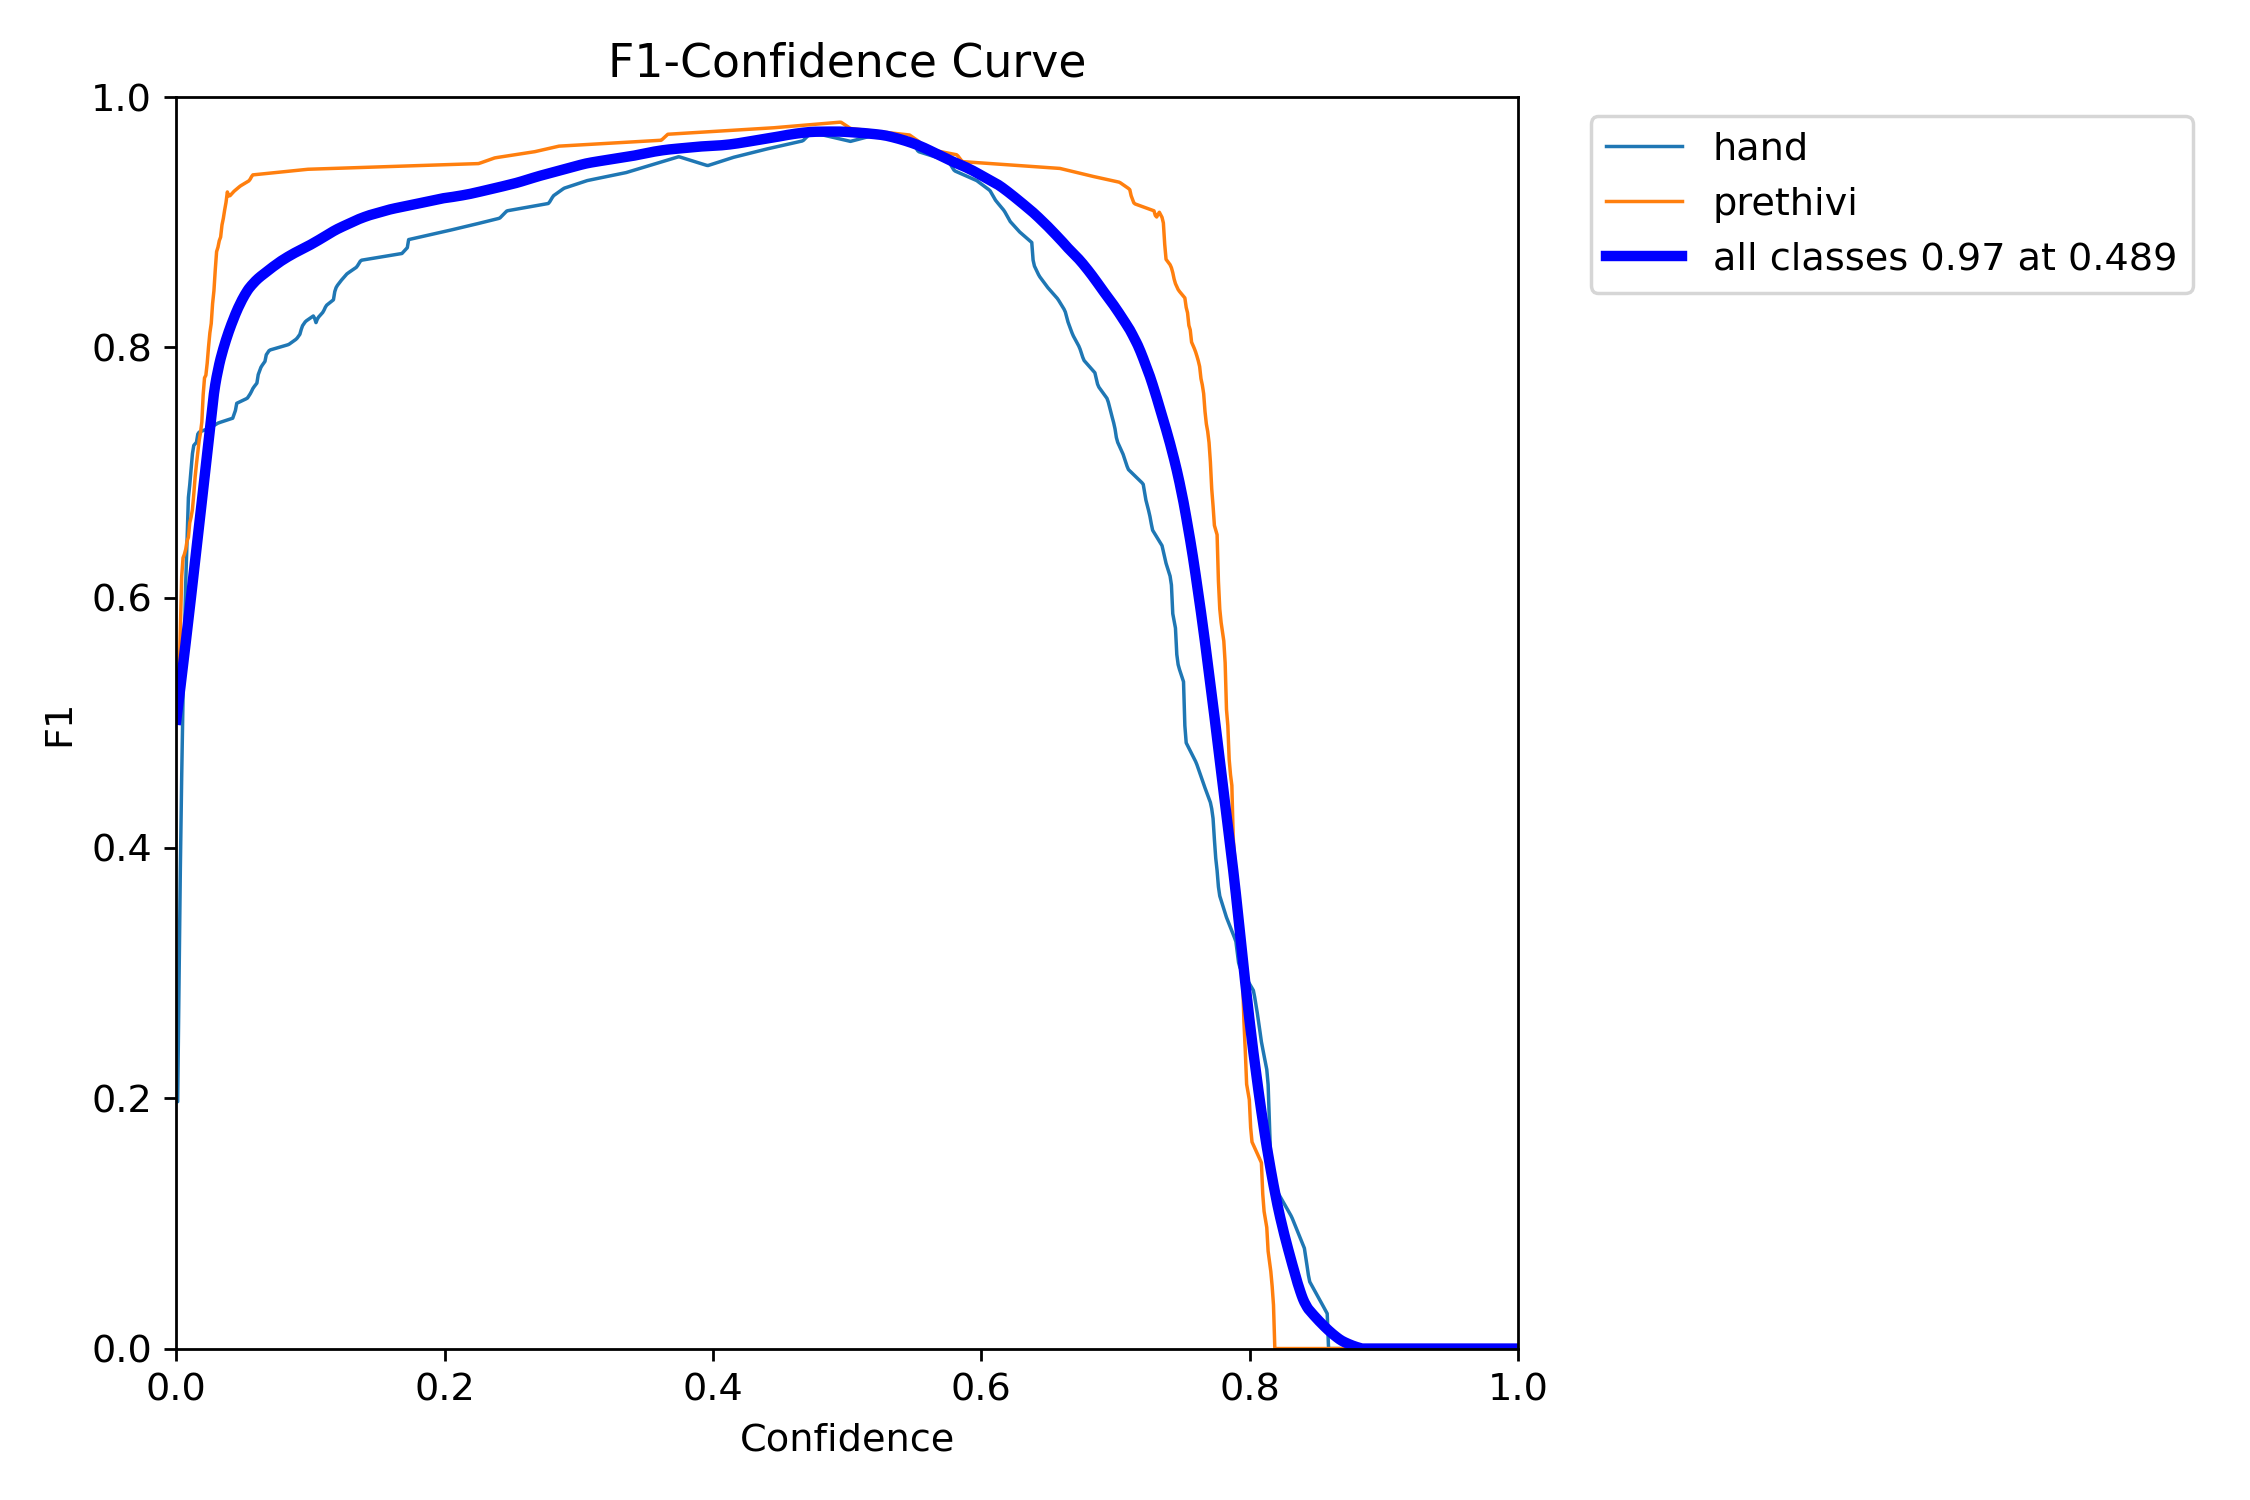 F1-Confidence Curve
hand
prethivi
all classes 0.97 at 0.489
1.0
0.8
0.6
0.4
0.2
0.0
F1
0.0 0.2 0.4 0.6 0.8 1.0
Confidence